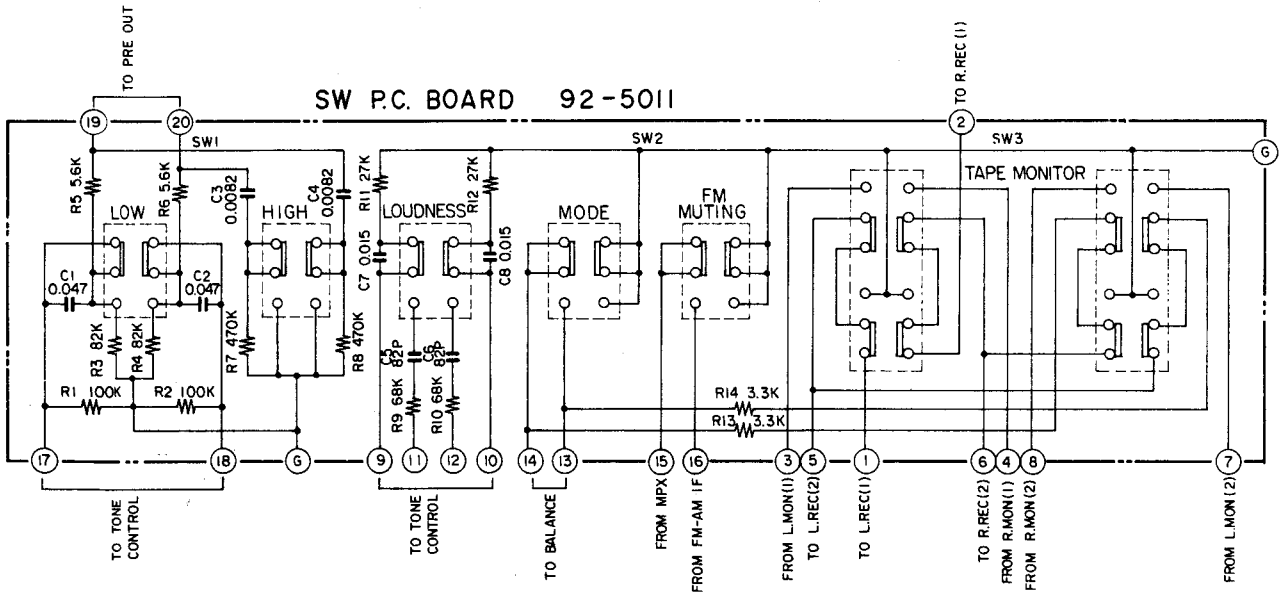 TO PRE OUT
TO R.REC(1)
SW P.C. BOARD 92-5011
19
20
2
SW1
SW2
SW3
G
R5 5.6K
R6 5.6K
C3 0.0082
C4 0.0082
R11 27K
R12 27K
TAPE MONITOR
LOW
HIGH
LOUDNESS
MODE
FM MUTING
C1 0.047
C2 0.047
C7 0.015
C8 0.015
R3 82K
R4 82K
R7 470K
R8 470K
C5 82P
C6 82P
R1 100K
R2 100K
R9 68K
R10 68K
R14 3.3K
R13 3.3K
17
18
G
9
11
12
10
14
13
15
16
3
5
1
6
4
8
7
TO TONE CONTROL
TO TONE CONTROL
TO BALANCE
FROM MPX
FROM FM-AM IF
FROM L.MON(1)
TO L.REC(2)
TO L.REC(1)
TO R.REC(2)
FROM R.MON(1)
FROM R.MON(2)
FROM L.MON(2)